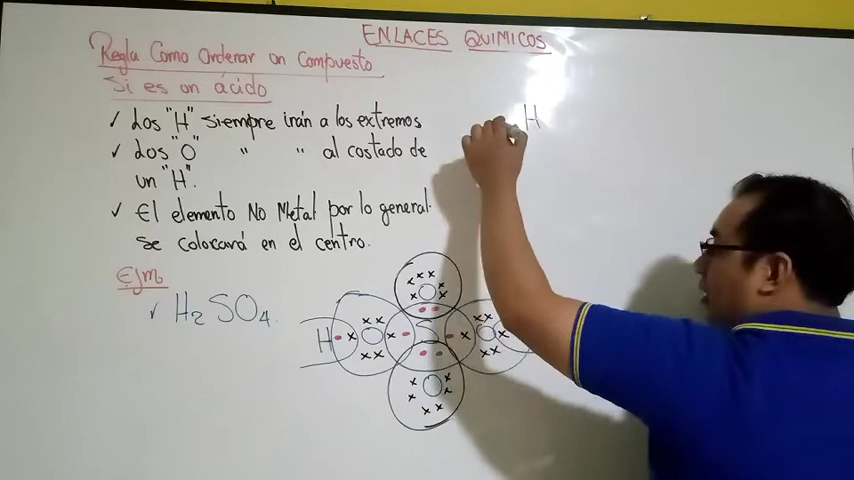 ENLACES QUIMICOS
Regla Como Orderar un Compuesto
Si es un ácido
✓ Los "H" siempre irán a los extremos
✓ Los "O" " " al costado de
un "H".
✓ El elemento No Metal por lo general
se colocará en el centro.
Ejm
✓ H₂SO₄.
H S
H